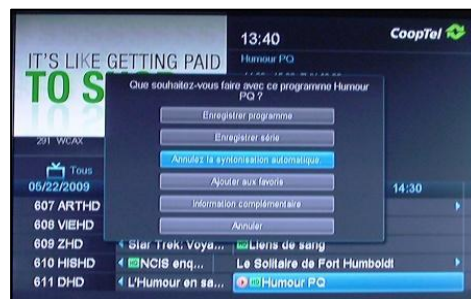 13:40
CoopTel
IT'S LIKE GETTING PAID
Humour PQ
TO
Que souhaitez-vous faire avec ce programme Humour
PQ ?
Enregistrer programme
Enregistrer série
291 WCAX
Annulez la syntonisation automatique
Tous
Ajouter aux favoris
06/22/2009
14:30
607 ARTHD
Information complémentaire
608 VIEHD
Annuler
609 ZHD
Star Trek: Voya...
Liens de sang
610 HISHD
NCIS enq...
Le Solitaire de Fort Humboldt
611 DHD
L'Humour en sa...
Humour PQ